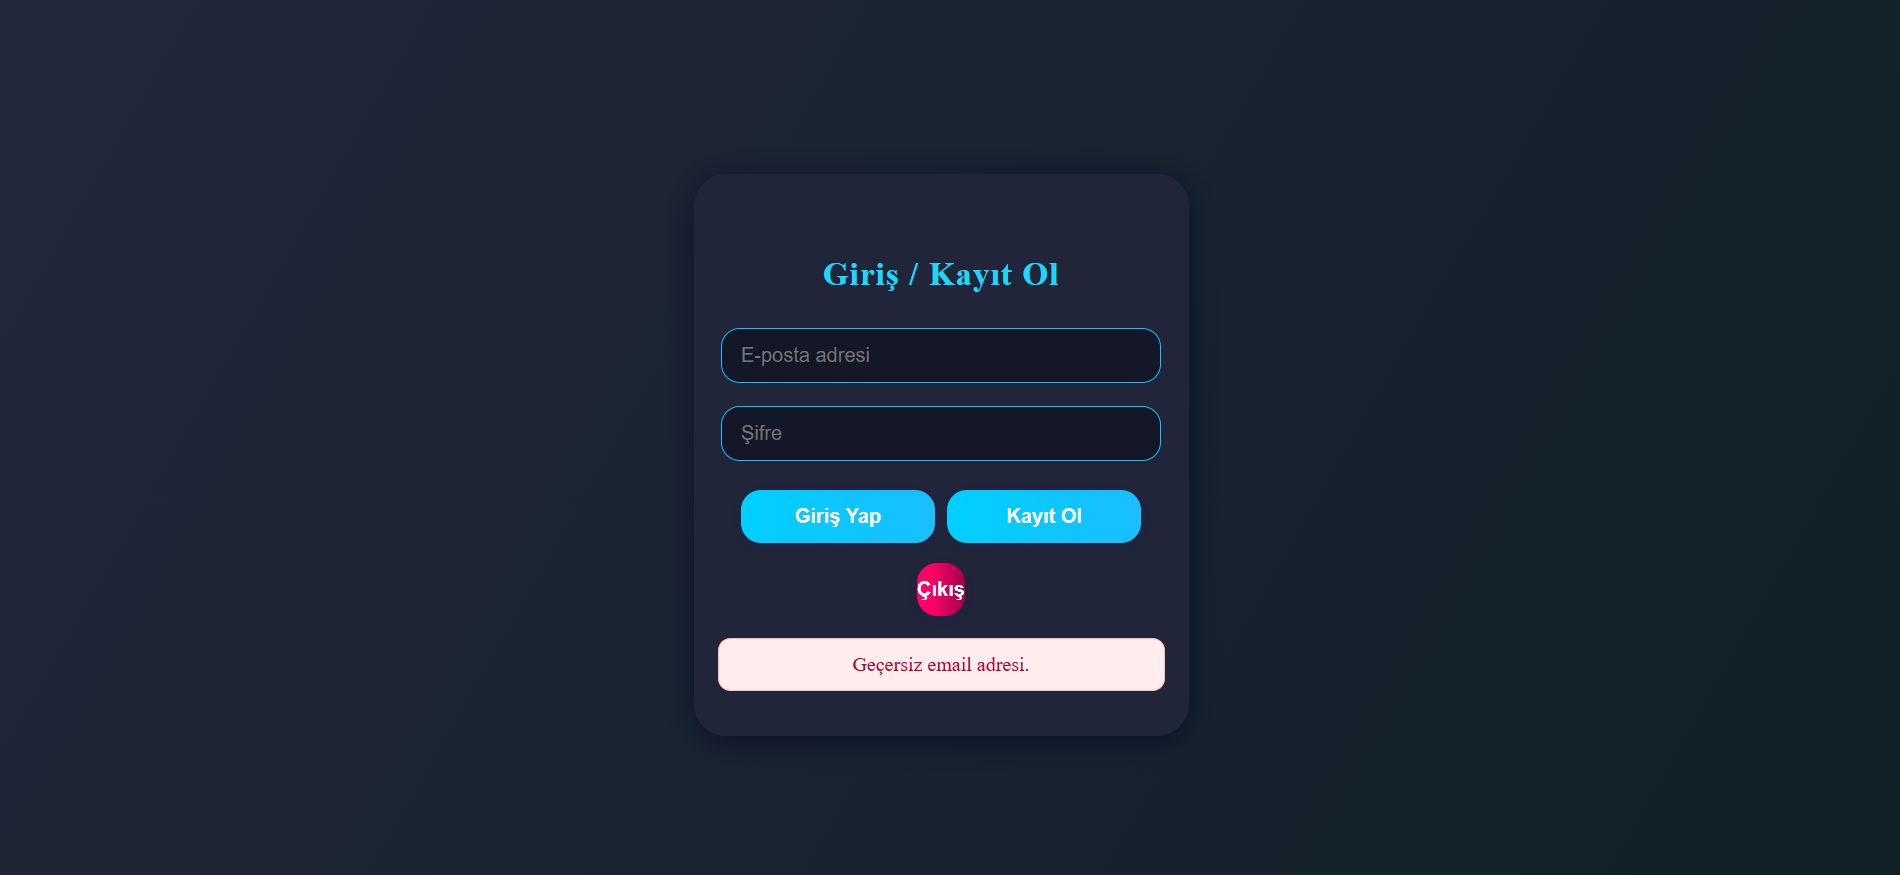 Giriş / Kayıt Ol
E-posta adresi
Şifre
Giriş Yap Kayıt Ol
Çıkış
Geçersiz email adresi.